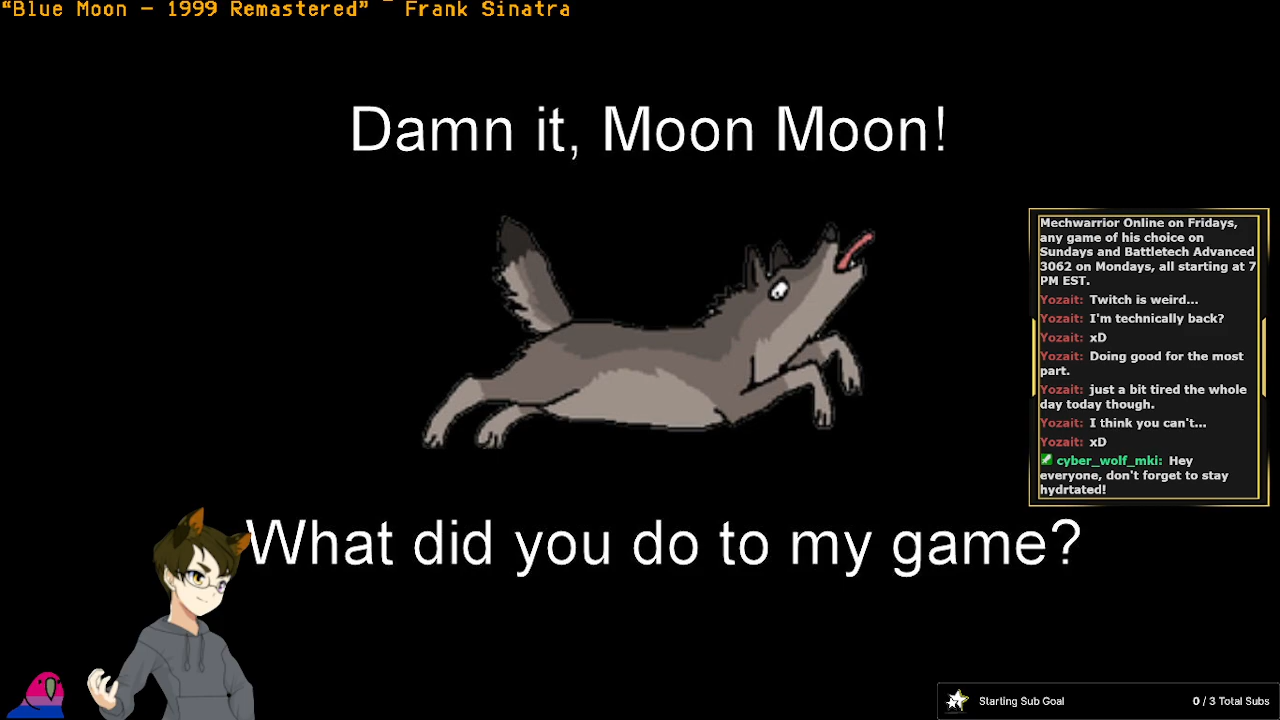 “Blue Moon - 1999 Remastered” ~ Frank Sinatra
Damn it, Moon Moon!
Mechwarrior Online on Fridays,
any game of his choice on
Sundays and Battletech Advanced
3062 on Mondays, all starting at 7
PM EST.
Yozait: Twitch is weird...
Yozait: I'm technically back?
Yozait: xD
Yozait: Doing good for the most
part.
Yozait: just a bit tired the whole
day today though.
Yozait: I think you can't...
Yozait: xD
cyber_wolf_mki: Hey
everyone, don't forget to stay
hydrtated!
What did you do to my game?
Starting Sub Goal
0 / 3 Total Subs